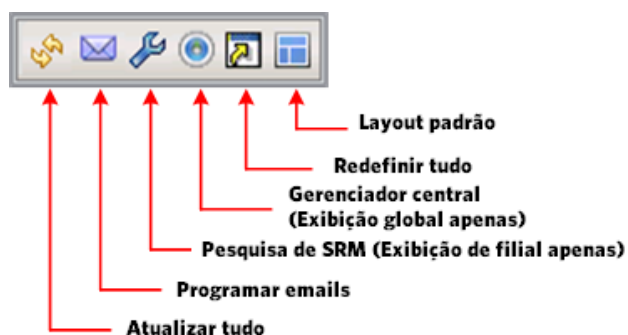 Layout padrão
Redefinir tudo
Gerenciador central
(Exibição global apenas)
Pesquisa de SRM (Exibição de filial apenas)
Programar emails
Atualizar tudo